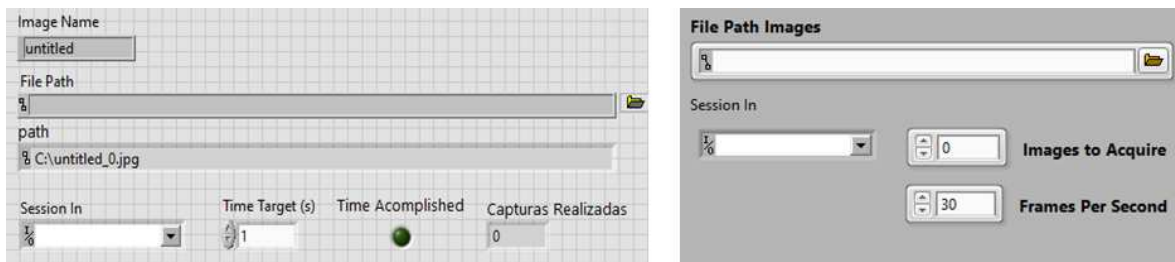 Image Name
untitled
File Path
path
C:\untitled_0.jpg
Session In
Time Target (s)
Time Acomplished
Capturas Realizadas
1
0
File Path Images
Session In
0
Images to Acquire
30
Frames Per Second